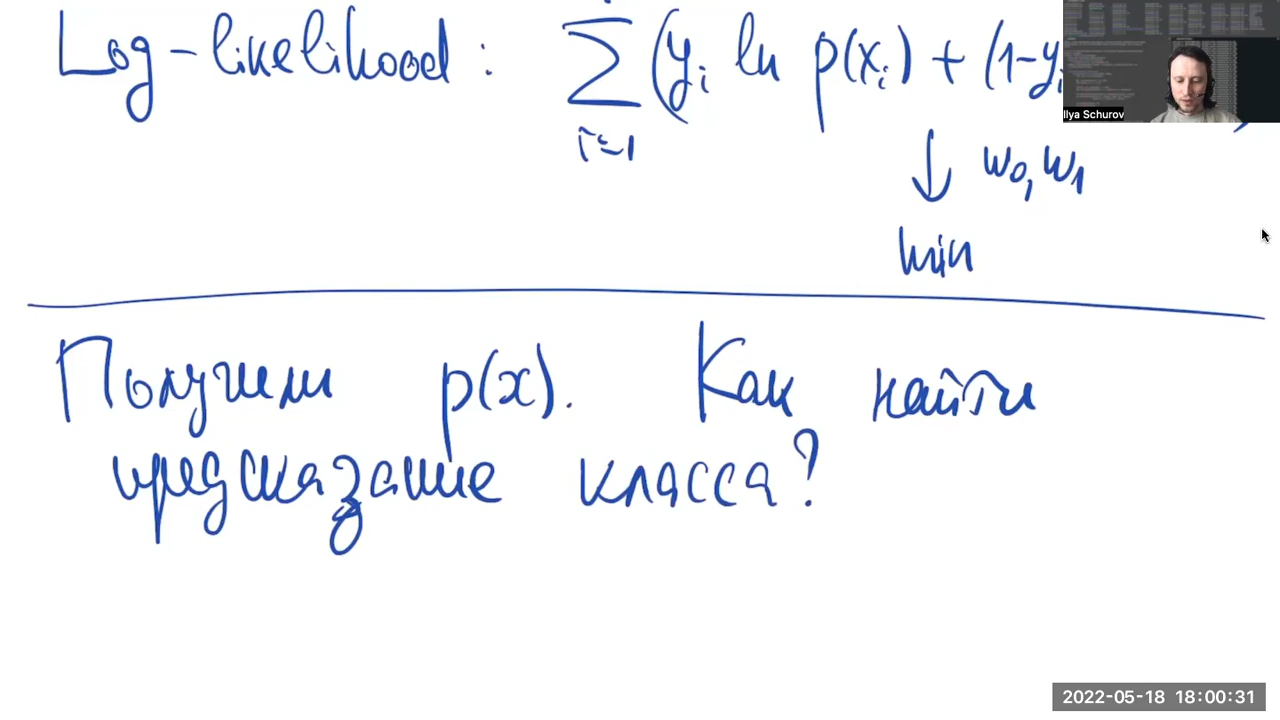 Log-likelihood : ∑ (yᵢ ln p(xᵢ) + (1-yᵢ
i=1
↓ w₀, w₁
min
Получили p(x). Как найти
предсказание класса?
Ilya Schurov
2022-05-18 18:00:31